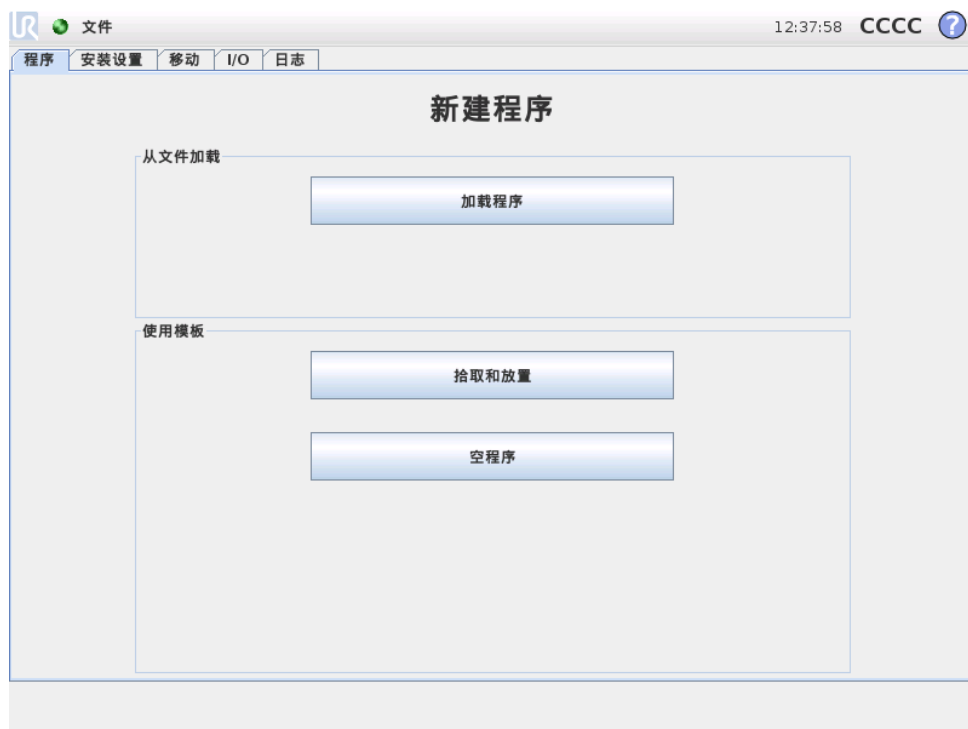 UR 文件 12:37:58 CCCC ?
程序 安装设置 移动 I/O 日志
新建程序
从文件加载
加载程序
使用模板
拾取和放置
空程序